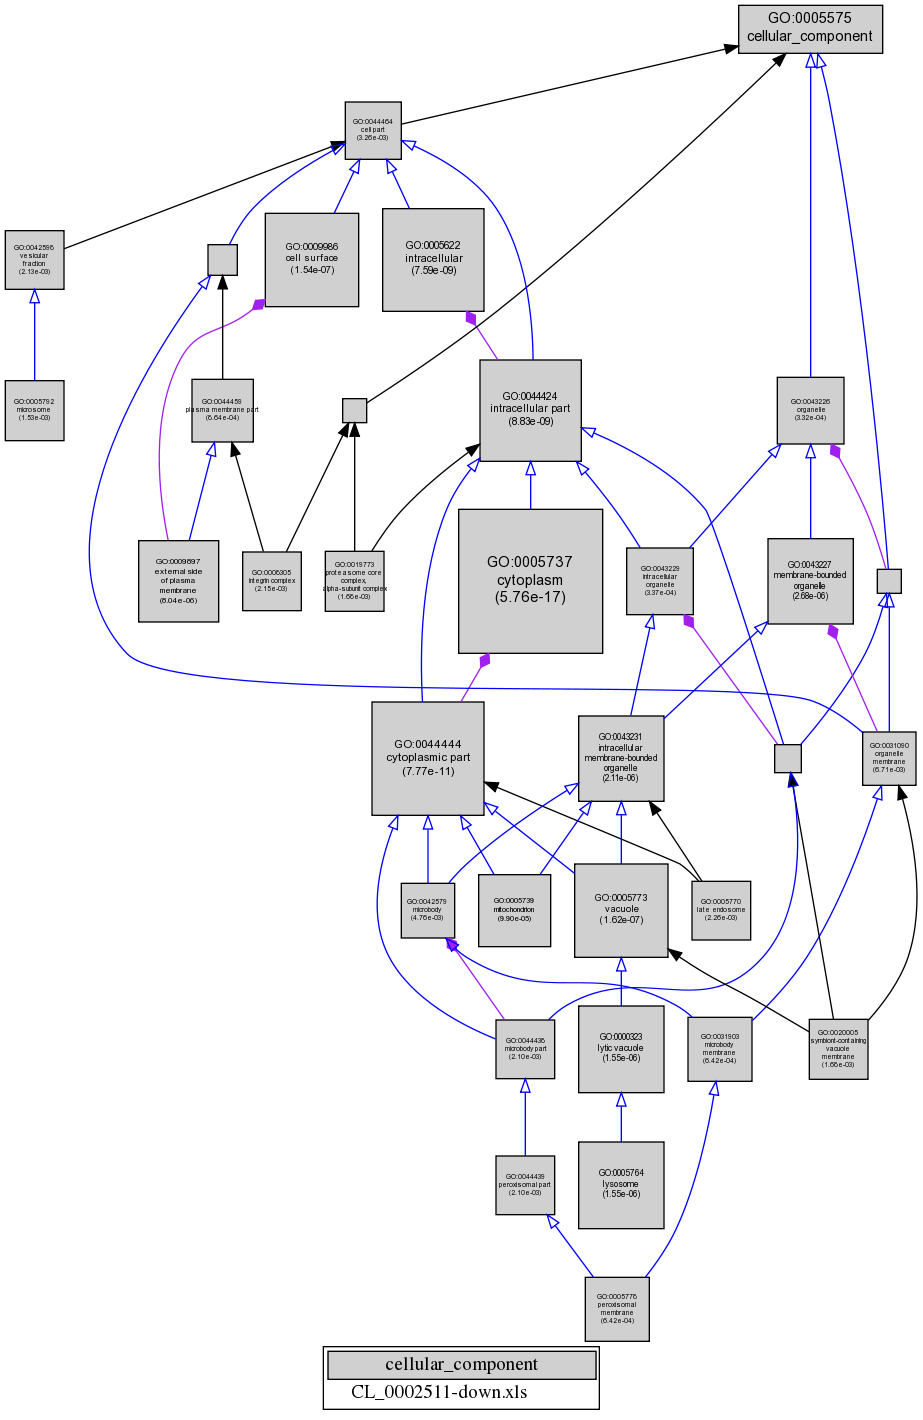 GO:0005575
cellular_component
GO:0044464
cell part
(3.26e-03)
GO:0042598
vesicular
fraction
(2.13e-03)
GO:0009986
cell surface
(1.54e-07)
GO:0005622
intracellular
(7.59e-09)
GO:0005792
microsome
(1.53e-03)
GO:0044459
plasma membrane part
(6.64e-04)
GO:0044424
intracellular part
(8.83e-09)
GO:0043226
organelle
(3.32e-04)
GO:0009897
external side
of plasma
membrane
(8.04e-06)
GO:0008305
integrin complex
(2.15e-03)
GO:0019773
proteasome core
complex,
alpha-subunit complex
(1.66e-03)
GO:0005737
cytoplasm
(5.76e-17)
GO:0043229
intracellular
organelle
(3.37e-04)
GO:0043227
membrane-bounded
organelle
(2.68e-06)
GO:0044444
cytoplasmic part
(7.77e-11)
GO:0043231
intracellular
membrane-bounded
organelle
(2.11e-06)
GO:0031090
organelle
membrane
(6.71e-03)
GO:0042579
microbody
(4.76e-03)
GO:0005739
mitochondrion
(9.90e-05)
GO:0005773
vacuole
(1.62e-07)
GO:0005770
late endosome
(2.26e-03)
GO:0044438
microbody part
(2.10e-03)
GO:0000323
lytic vacuole
(1.55e-06)
GO:0031903
microbody
membrane
(6.42e-04)
GO:0020005
symbiont-containing
vacuole
membrane
(1.66e-03)
GO:0044439
peroxisomal part
(2.10e-03)
GO:0005764
lysosome
(1.55e-06)
GO:0005778
peroxisomal
membrane
(6.42e-04)
cellular_component
CL_0002511-down.xls